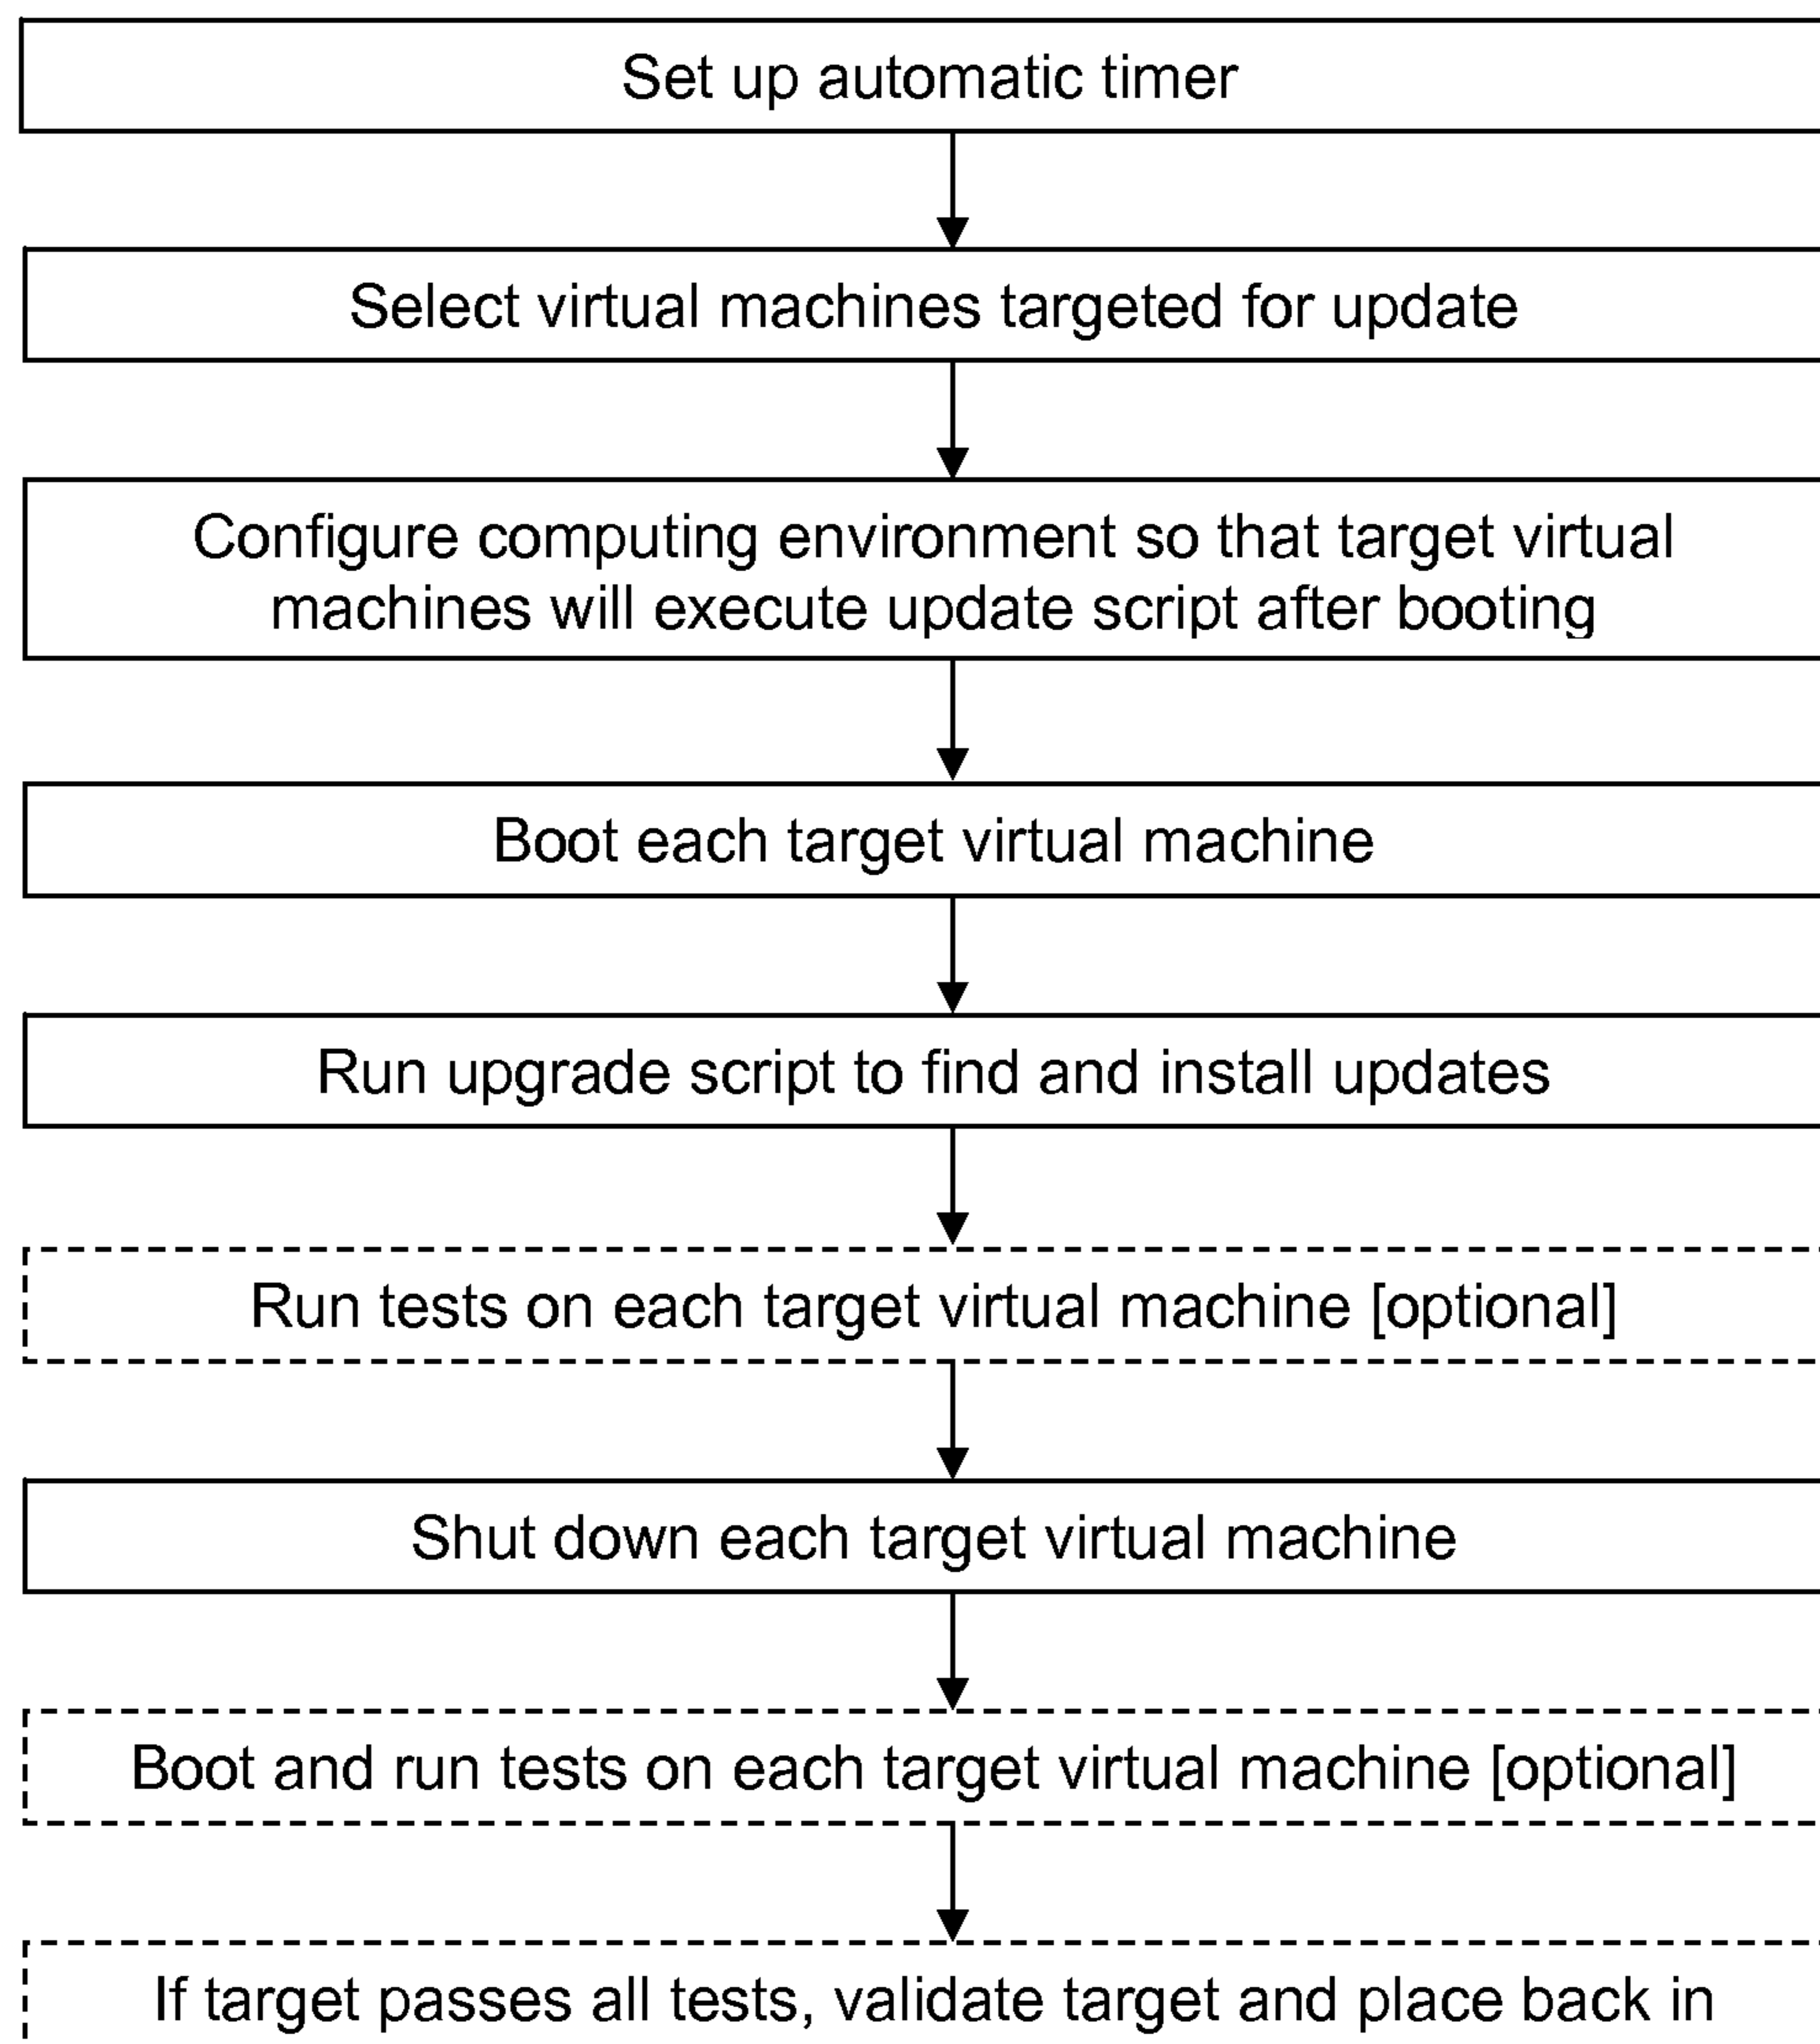 Set up automatic timer
Select virtual machines targeted for update
Configure computing environment so that target virtual
machines will execute update script after booting
Boot each target virtual machine
Run upgrade script to find and install updates
Run tests on each target virtual machine [optional]
Shut down each target virtual machine
Boot and run tests on each target virtual machine [optional]
If target passes all tests, validate target and place back in